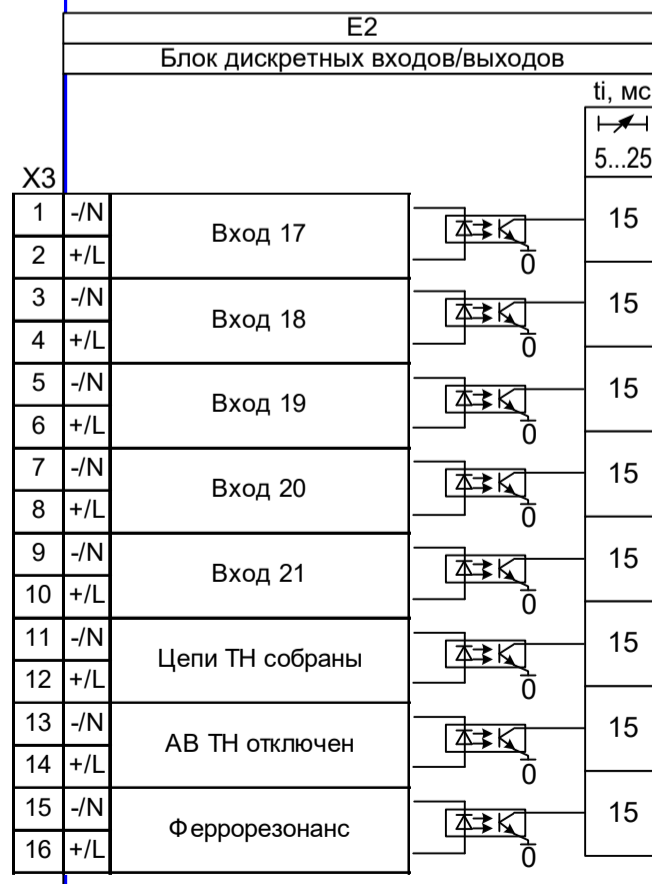 E2
Блок дискретных входов/выходов
ti, мс
5...25
X3
1 -/N Вход 17 0 15
2 +/L
3 -/N Вход 18 0 15
4 +/L
5 -/N Вход 19 0 15
6 +/L
7 -/N Вход 20 0 15
8 +/L
9 -/N Вход 21 0 15
10 +/L
11 -/N Цепи ТН собраны 0 15
12 +/L
13 -/N АВ ТН отключен 0 15
14 +/L
15 -/N Феррорезонанс 0 15
16 +/L